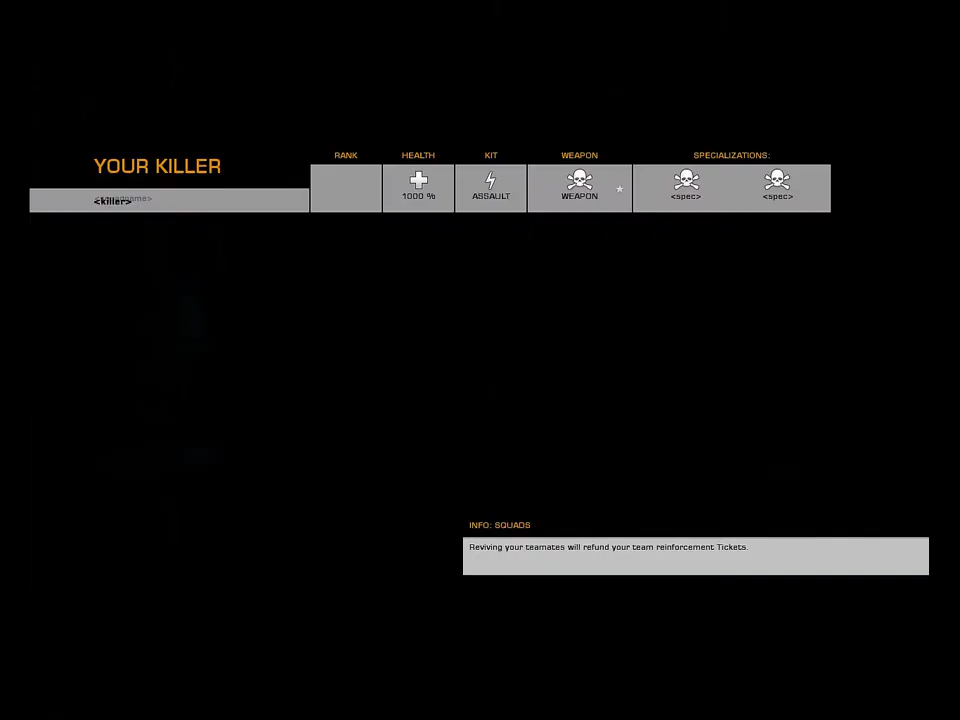 YOUR KILLER
RANK HEALTH KIT WEAPON SPECIALIZATIONS:
<killer>
1000 % ASSAULT WEAPON <spec> <spec>
INFO: SQUADS
Reviving your teamates will refund your team reinforcement Tickets.